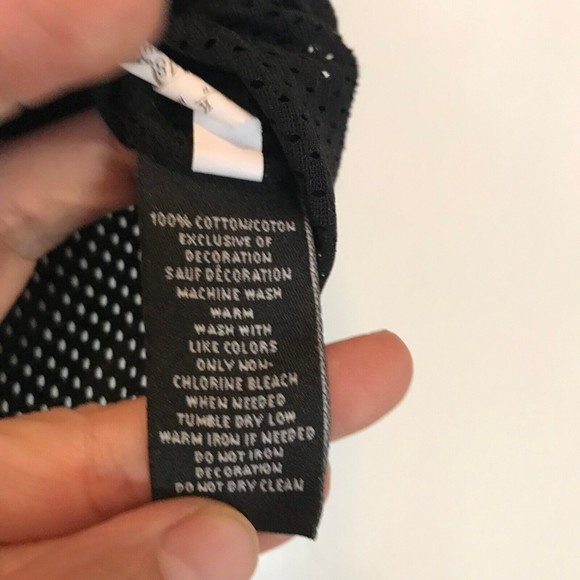 100% COTTON/COTON
EXCLUSIVE OF
DECORATION
SAUF DÉCORATION
MACHINE WASH
WARM
WASH WITH
LIKE COLORS
ONLY NON-
CHLORINE BLEACH
WHEN NEEDED
TUMBLE DRY LOW
WARM IRON IF NEEDED
DO NOT IRON
DECORATION
DO NOT DRY CLEAN